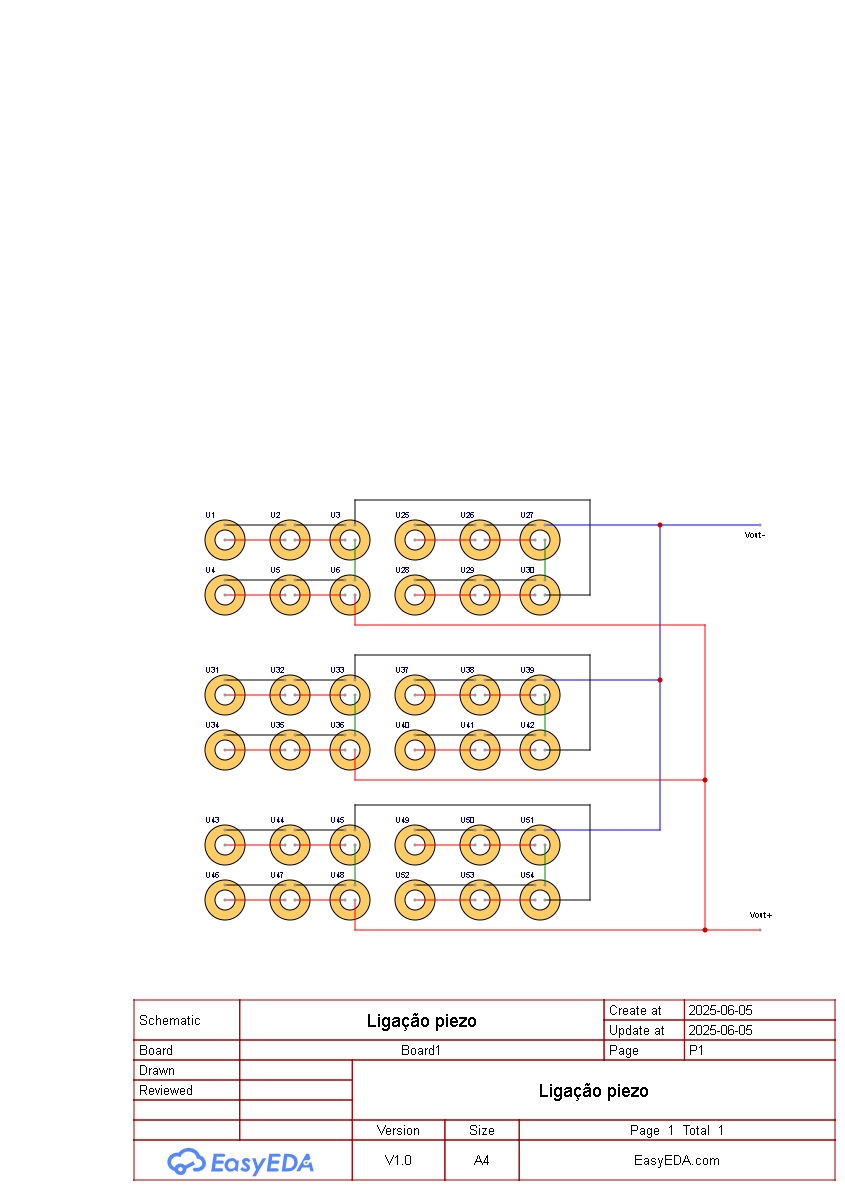 U1 U2 U3 U25 U26 U27
Vout-
U4 U5 U6 U28 U29 U30
U31 U32 U33 U37 U38 U39
U34 U35 U36 U40 U41 U42
U43 U44 U45 U49 U50 U51
U46 U47 U48 U52 U53 U54
Vout+
Schematic Ligação piezo Create at 2025-06-05
Update at 2025-06-05
Board Board1 Page P1
Drawn
Reviewed Ligação piezo
Version Size Page 1 Total 1
EasyEDA V1.0 A4 EasyEDA.com